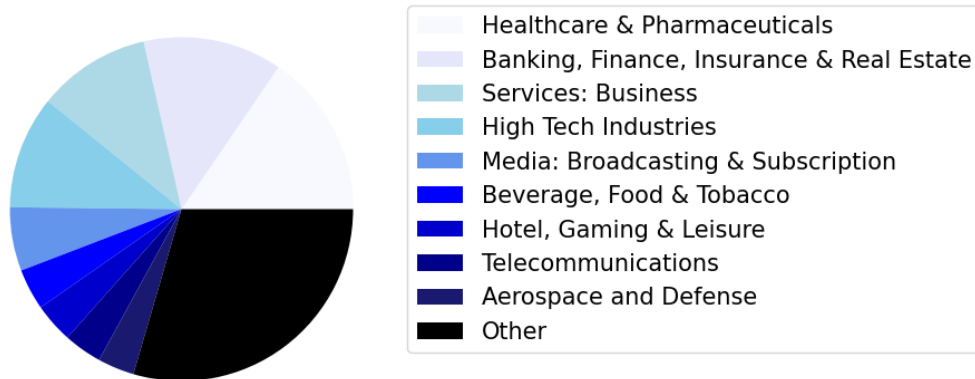 Healthcare & Pharmaceuticals
Banking, Finance, Insurance & Real Estate
Services: Business
High Tech Industries
Media: Broadcasting & Subscription
Beverage, Food & Tobacco
Hotel, Gaming & Leisure
Telecommunications
Aerospace and Defense
Other